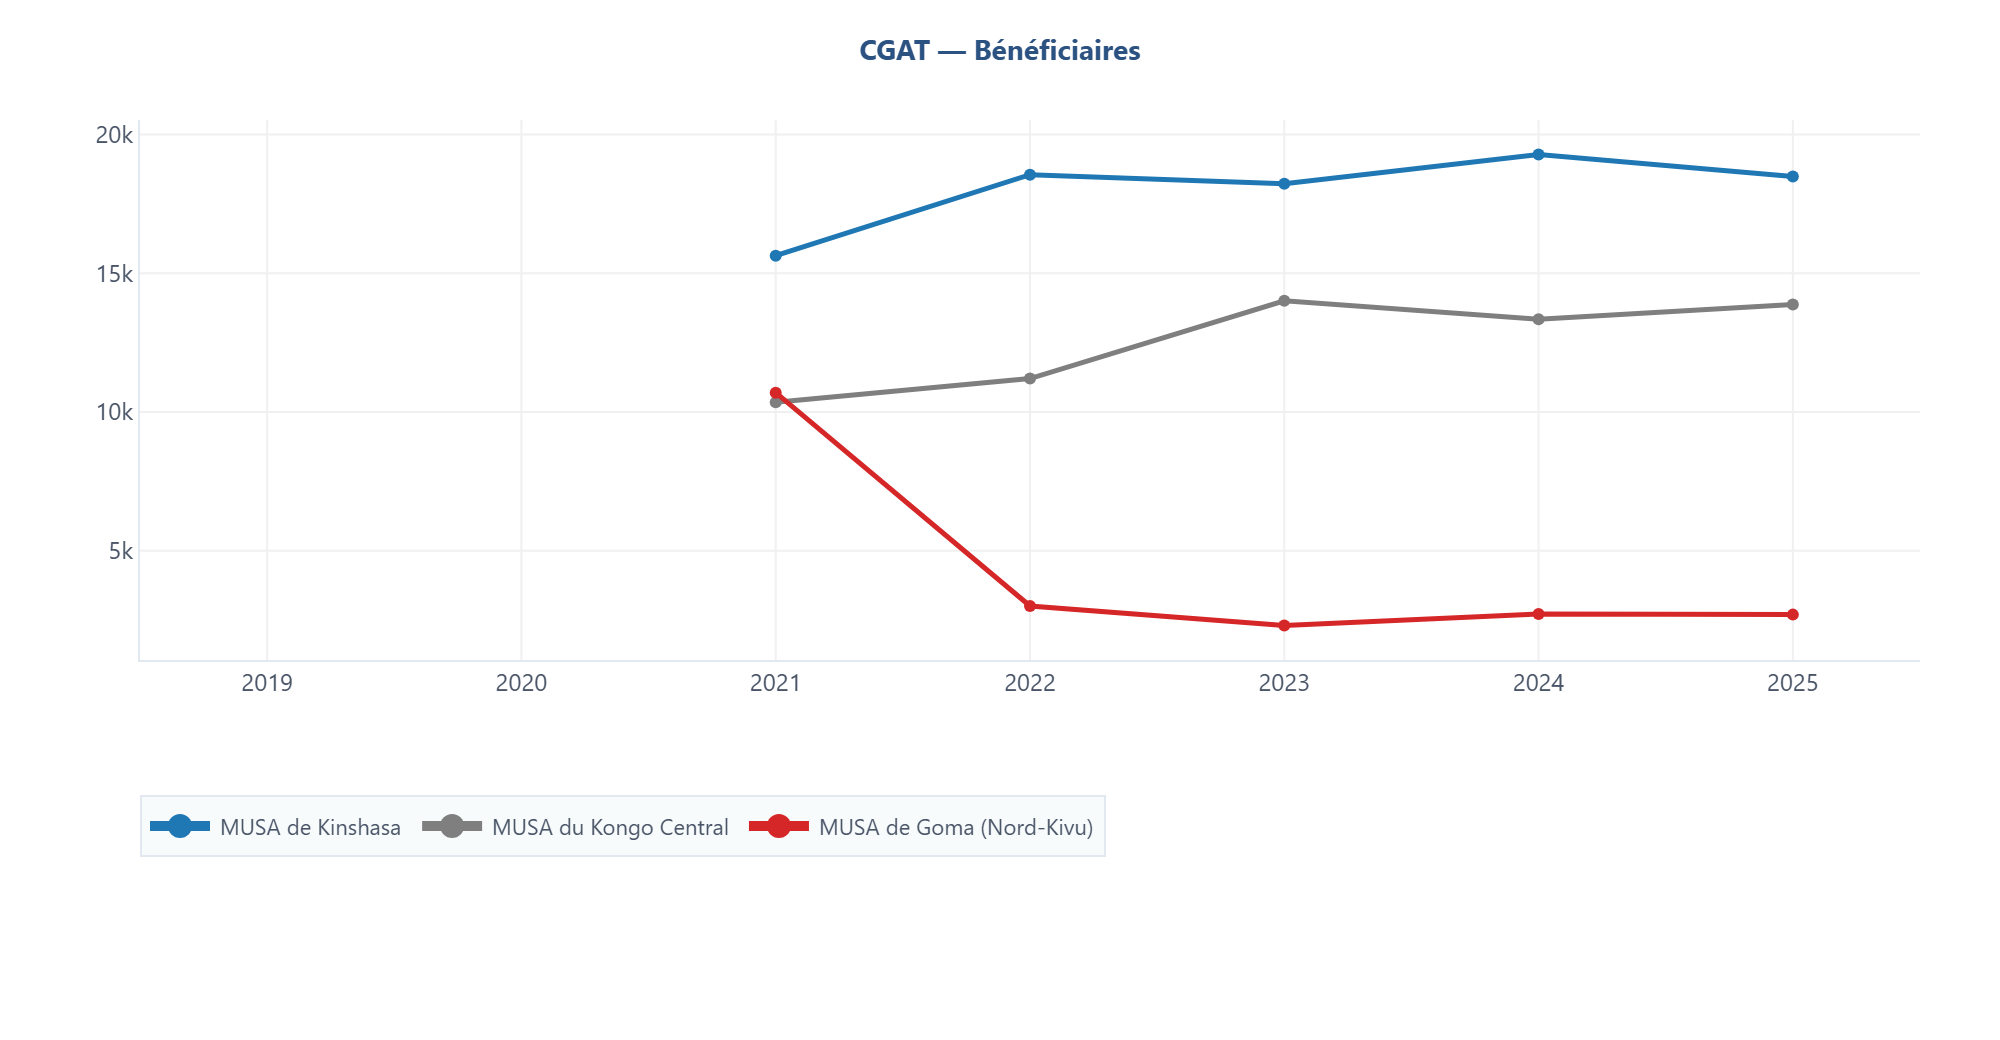 CGAT — Bénéficiaires
20k
15k
10k
5k
2019 2020 2021 2022 2023 2024 2025
MUSA de Kinshasa MUSA du Kongo Central MUSA de Goma (Nord-Kivu)